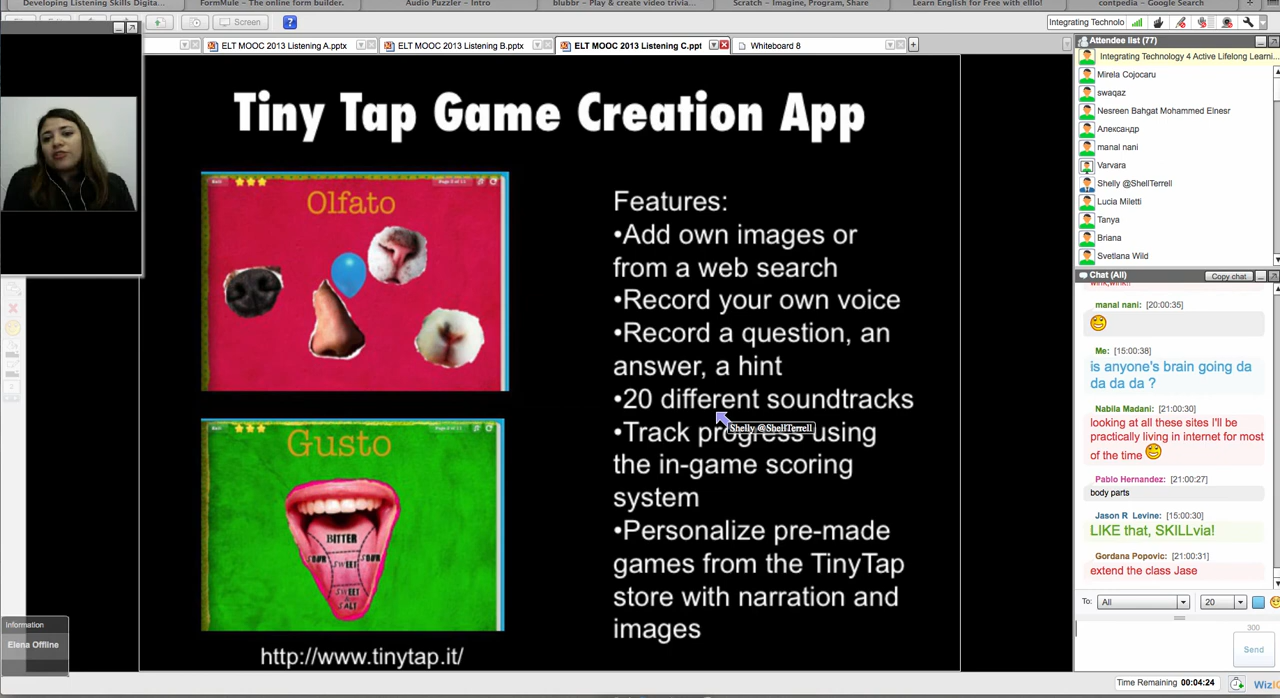 Developing Listening Skills Digita...
FormMule - The online form builder.
Audio Puzzler - Intro
blubbr - Play & create video trivia...
Scratch - Imagine, Program, Share
Learn English for Free with ello!
contpedia - Google Search
Screen
Integrating Technolo
ELT MOOC 2013 Listening A.pptx
ELT MOOC 2013 Listening B.pptx
ELT MOOC 2013 Listening C.ppt
Whiteboard 8
Tiny Tap Game Creation App
Olfato
Gusto
BITTER
SOUR
SWEET
SOUR
SWEET
&
SALT
http://www.tinytap.it/
Features:
•Add own images or
from a web search
•Record your own voice
•Record a question, an
answer, a hint
•20 different soundtracks
Shelly @ShellTerrell
•Track progress using
the in-game scoring
system
•Personalize pre-made
games from the TinyTap
store with narration and
images
Information
Elena Offline
Attendee list (77)
Integrating Technology 4 Active Lifelong Learni...
Mirela Cojocaru
swaqaz
Nesreen Bahgat Mohammed Elnesr
Александр
manal nani
Varvara
Shelly @ShellTerrell
Lucia Miletti
Tanya
Briana
Svetlana Wild
Chat (All)
Copy chat
manal nani: [20:00:35]
Me: [15:00:38]
is anyone's brain going da
da da da ?
Nabila Madani: [21:00:30]
looking at all these sites I'll be
practically living in internet for most
of the time
Pablo Hernandez: [21:00:27]
body parts
Jason R Levine: [15:00:30]
LIKE that, SKILLvia!
Gordana Popovic: [21:00:31]
extend the class Jase
To: All 20
300
Send
Time Remaining 00:04:24
WizI